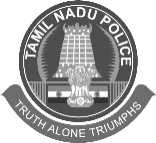 TAMIL NADU POLICE
TRUTH ALONE TRIUMPHS